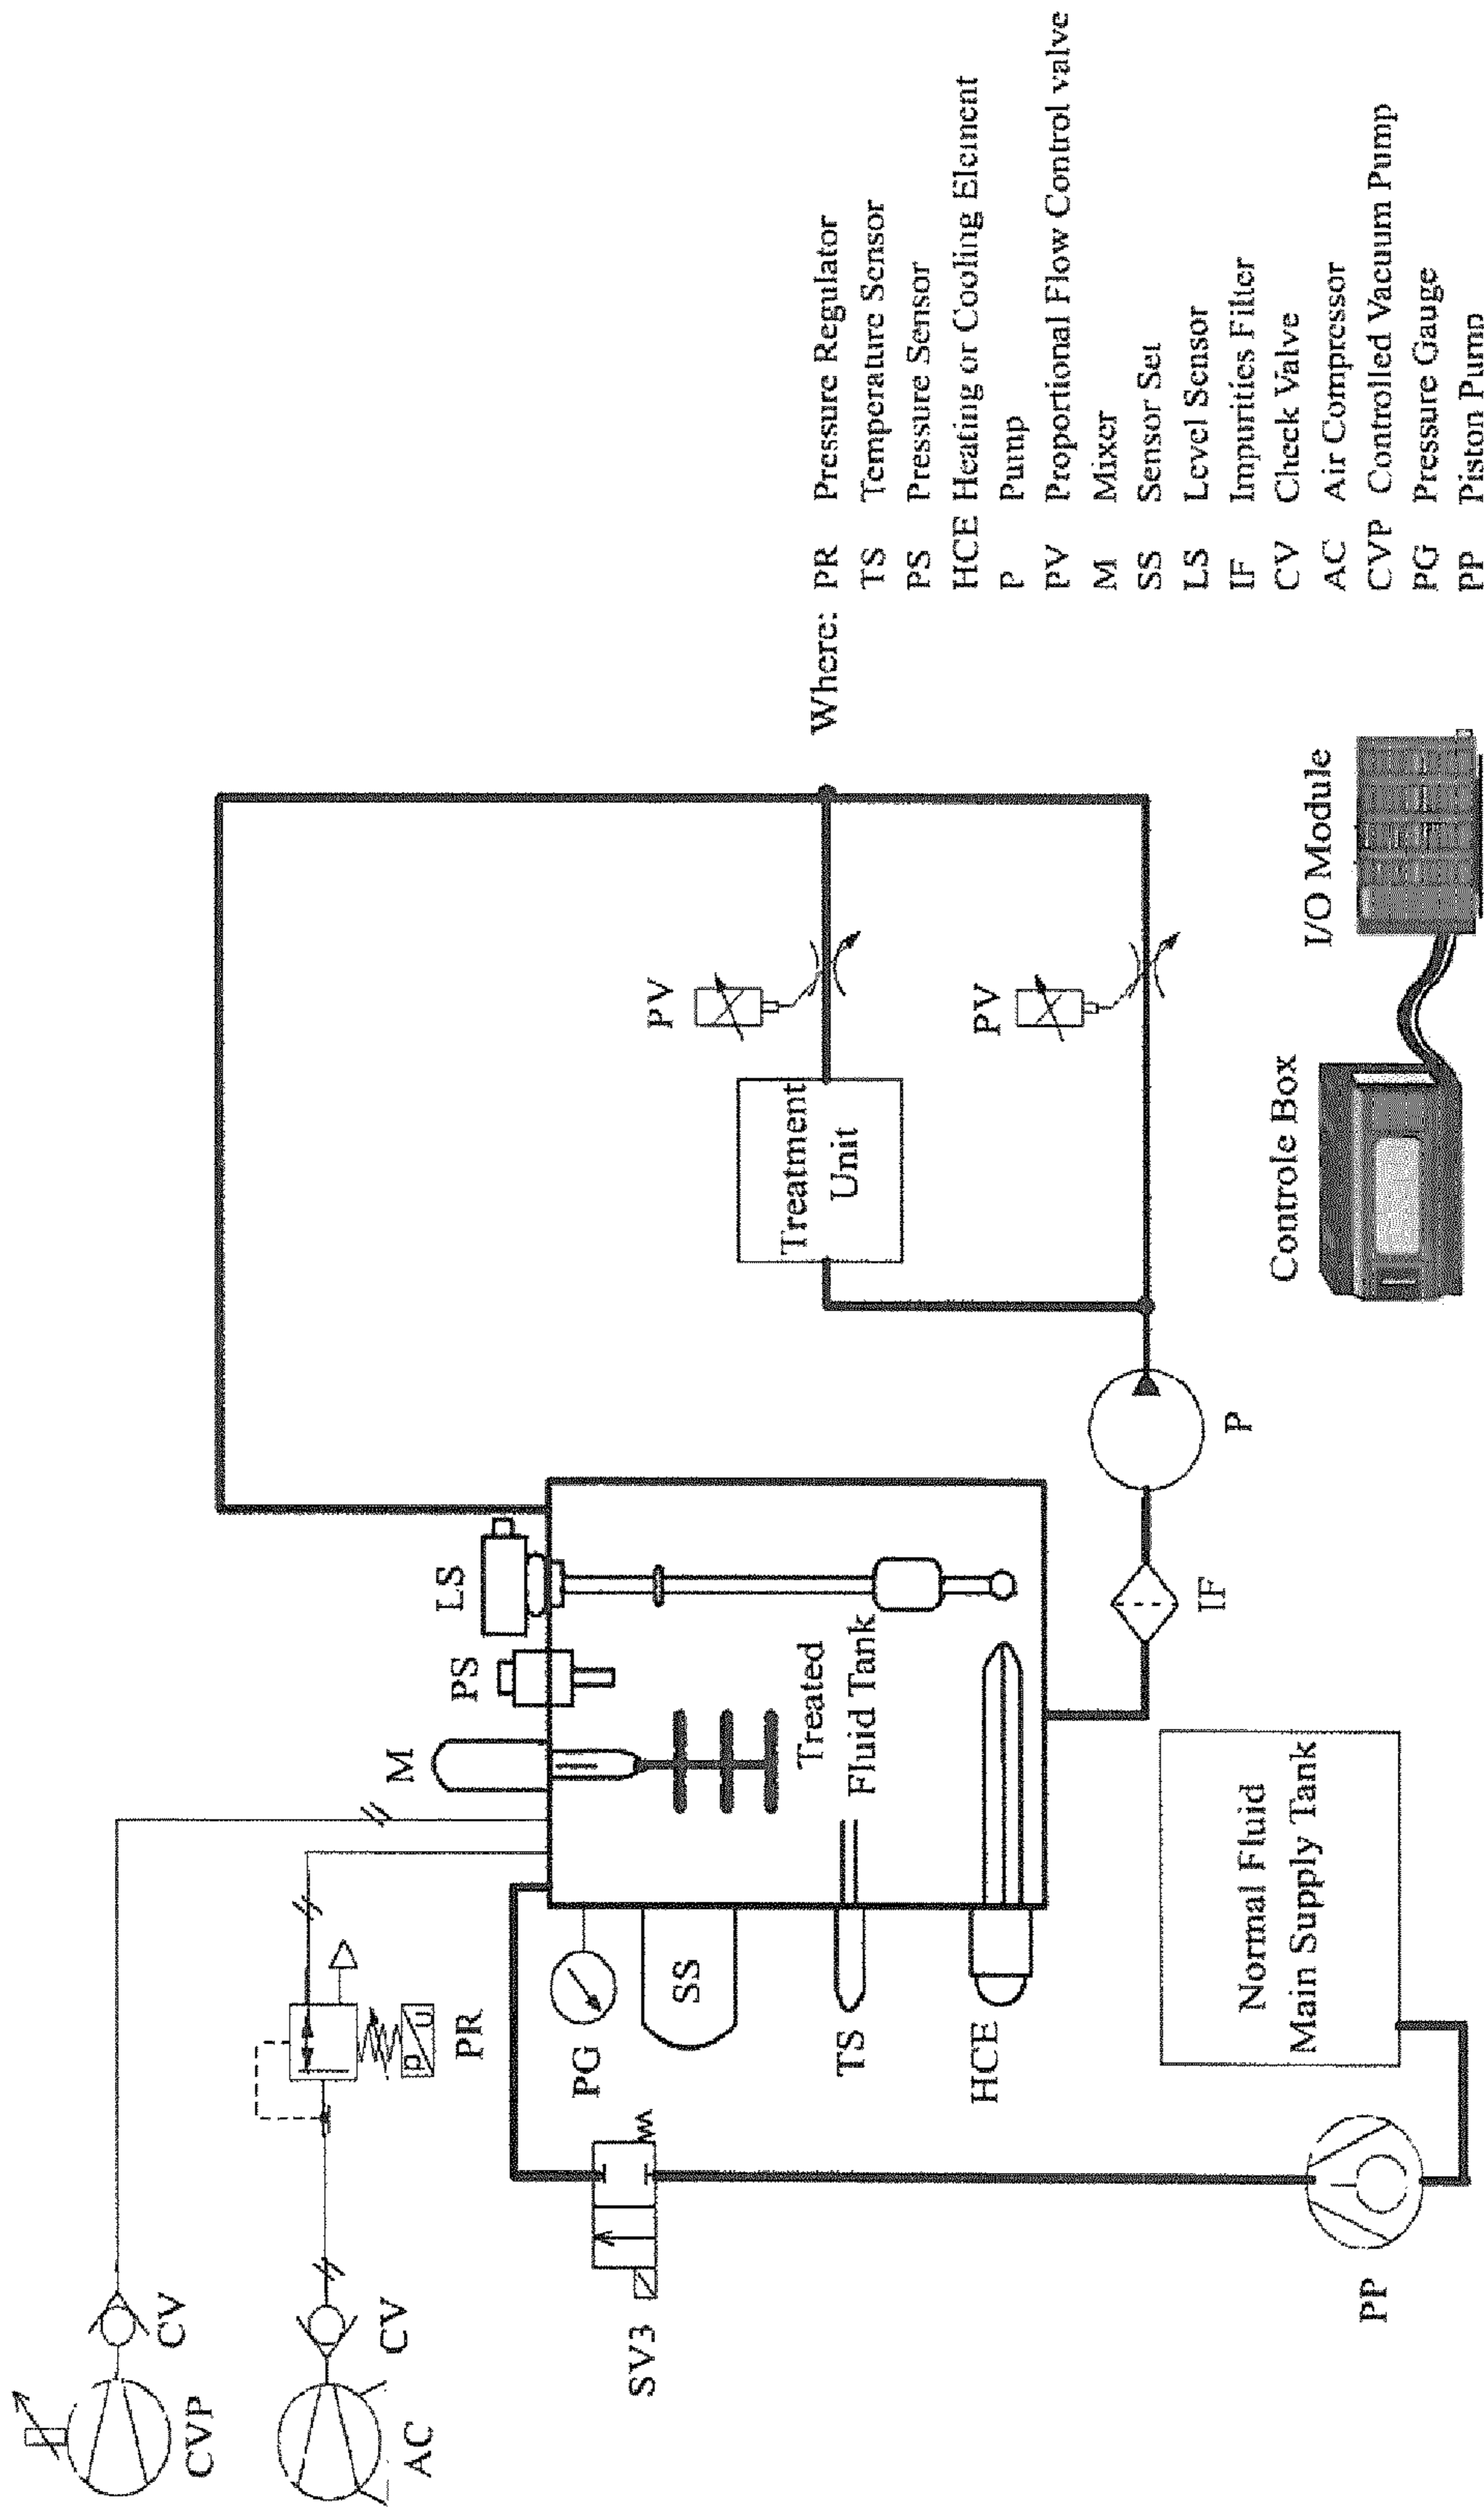 CVP
CV
AC
CV
PR
P
U
M
PS
LS
PG
SS
TS
HCE
Treated
Fluid Tank
SV3
PP
Normal Fluid
Main Supply Tank
IF
P
Treatment
Unit
PV
PV
Controle Box
I/O Module
Where: PR Pressure Regulator
TS Temperature Sensor
PS Pressure Sensor
HCE Heating or Cooling Element
P Pump
PV Proportional Flow Control valve
M Mixer
SS Sensor Set
LS Level Sensor
IF Impurities Filter
CV Check Valve
AC Air Compressor
CVP Controlled Vacuum Pump
PG Pressure Gauge
PP Piston Pump